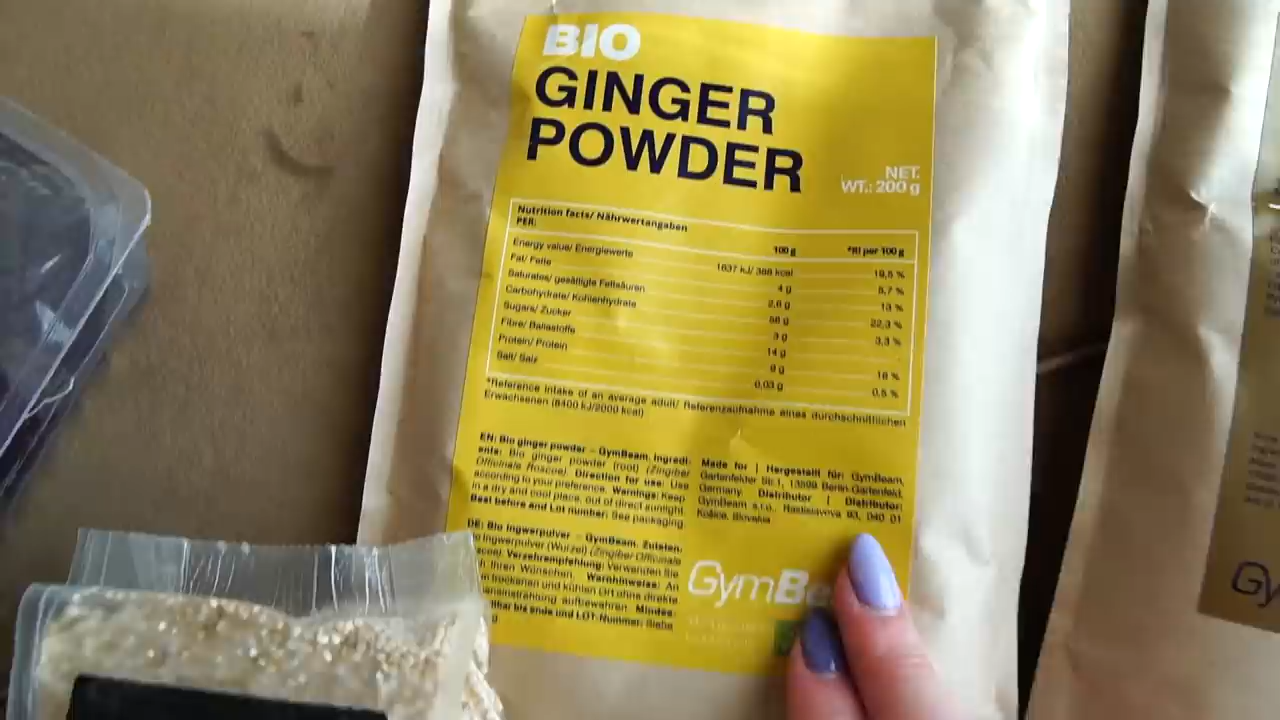 BIO
GINGER
POWDER
NET.
WT.: 200 g
Nutrition facts/ Nährwertangaben
PER: 100 g *RI per 100 g
Energy value/ Energiewerte 1637 kJ/ 388 kcal 19,5 %
Fat/ Fette 4 g 5,7 %
Saturates/ gesättigte Fettsäuren 2,6 g 13 %
Carbohydrate/ Kohlenhydrate 58 g 22,3 %
Sugars/ Zucker 3 g 3,3 %
Fibre/ Ballastoffe 14 g
Protein/ Protein 9 g 18 %
Salt/ Salz 0,03 g 0,5 %
*Reference intake of an average adult/ Referenzaufnahme eines durchschnittlichen
Erwachsenen (8400 kJ/2000 kcal)
EN: Bio ginger powder – GymBeam. Ingredi-
ents: Bio ginger powder (root) (Zingiber
Officinale Roscoe). Direction for use: Use
according to your preference. Warnings: Keep
in a dry and cool place, out of direct sunlight.
Best before and Lot number: See packaging.
DE: Bio Ingwerpulver – GymBeam. Zutaten:
Ingwerpulver (Wurzel) (Zingiber Officinale
Verzehrempfehlung: Verwenden Sie
Ihren Wünschen. Warnhinweise: An
trockenen und kühlen Ort ohne direkte
aufbewahren. Mindes-
bis ende und LOT-Nummer: Siehe
Made for | Hergestellt für: GymBeam,
Gartenfelder Str.1, 13599 Berlin-Gartenfeld,
Germany. Distributor | Distributor:
GymBeam s.r.o., Rastislavova 93, 040 01
Košice, Slovakia
GymBe
Gy